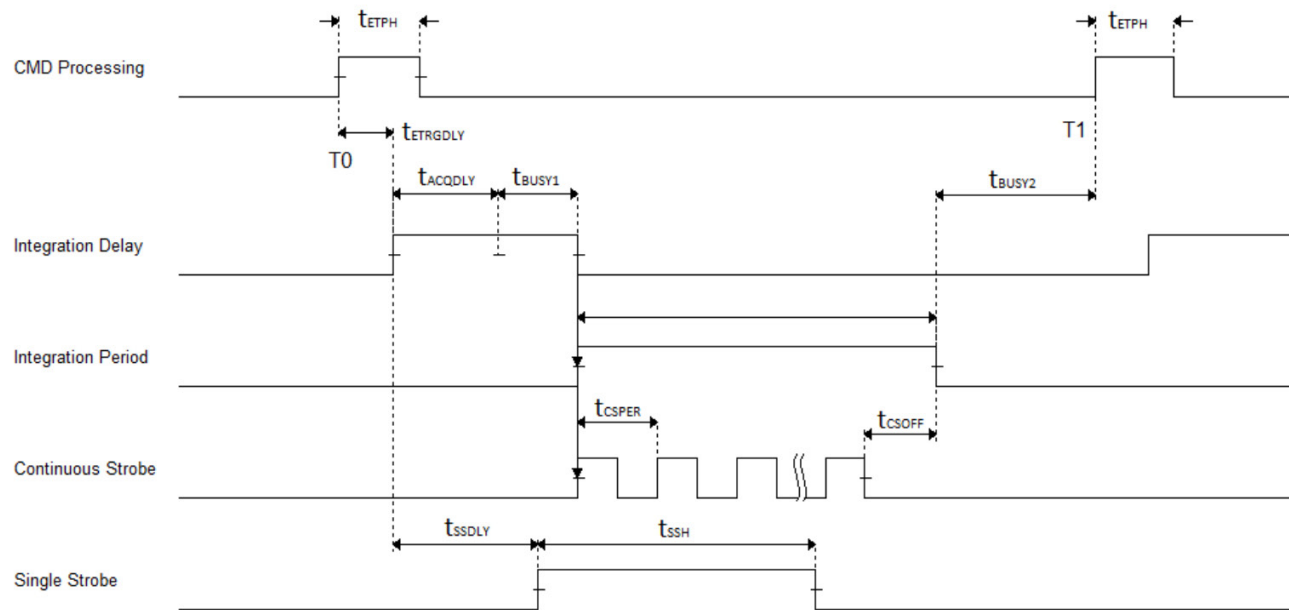 tETPH tETPH
CMD Processing
tETRGDLY
T0 T1
tACQDLY tBUSY1 tBUSY2
Integration Delay
Integration Period
tCSPER tCSOFF
Continuous Strobe
tSSDLY tSSH
Single Strobe